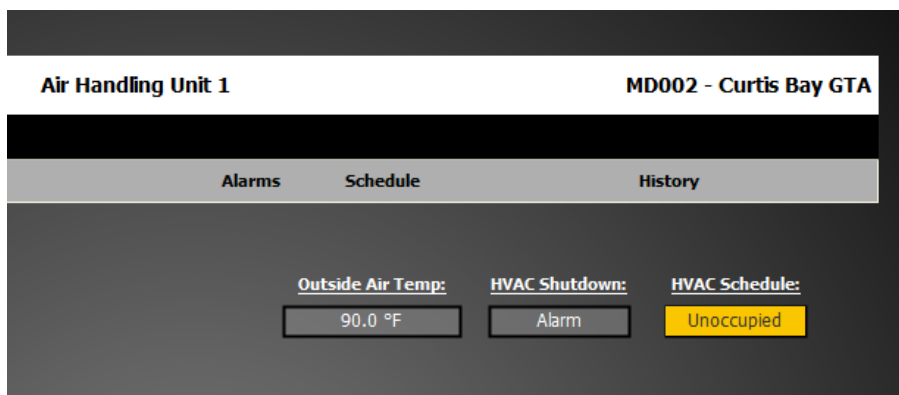 Air Handling Unit 1 MD002 - Curtis Bay GTA
Alarms Schedule History
Outside Air Temp: HVAC Shutdown: HVAC Schedule:
90.0 °F Alarm Unoccupied